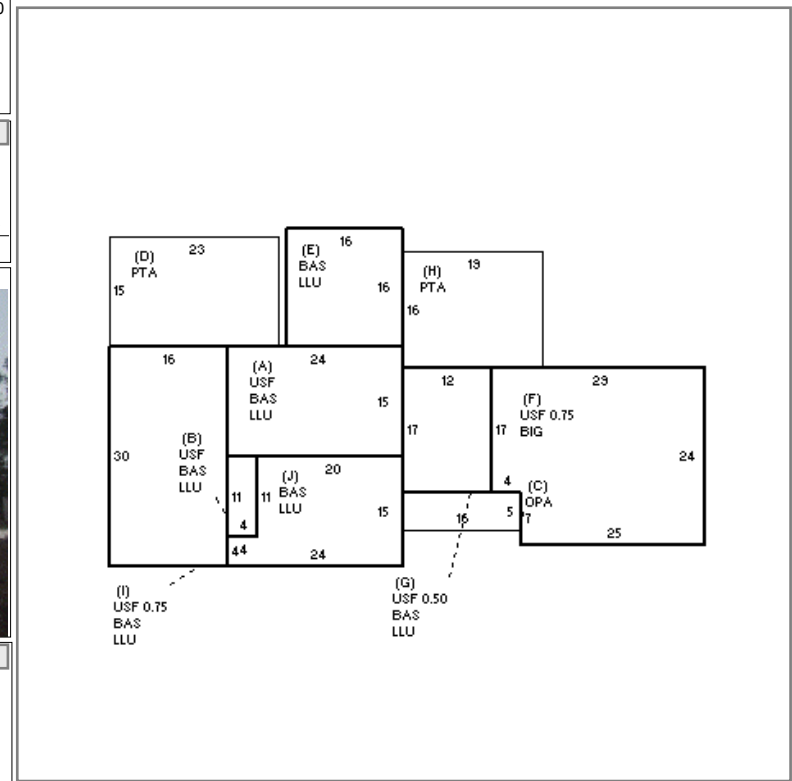 0
16
(E)
BAS
LLU
16
23
(D)
PTA
15
19
(H)
PTA
16
16
24
(A)
USF
BAS
LLU
15
12
29
(F)
USF 0.75
BIG
17
17
24
30
(B)
USF
BAS
LLU
20
(J)
BAS
LLU
11
11
15
4
4
(C)
OPA
5
7
16
25
44
24
(I)
USF 0.75
BAS
LLU
(G)
USF 0.50
BAS
LLU